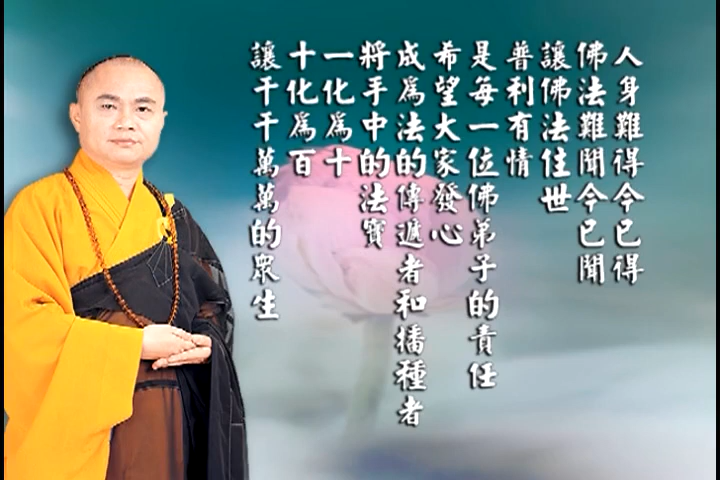 人身難得今已得
佛法難聞今已聞
讓佛法住世
普利有情
是每一位佛弟子的責任
希望大家發心
成為法的傳遞者和播種者
將手中的法寶
一化為十
十化為百
讓千千萬萬的眾生